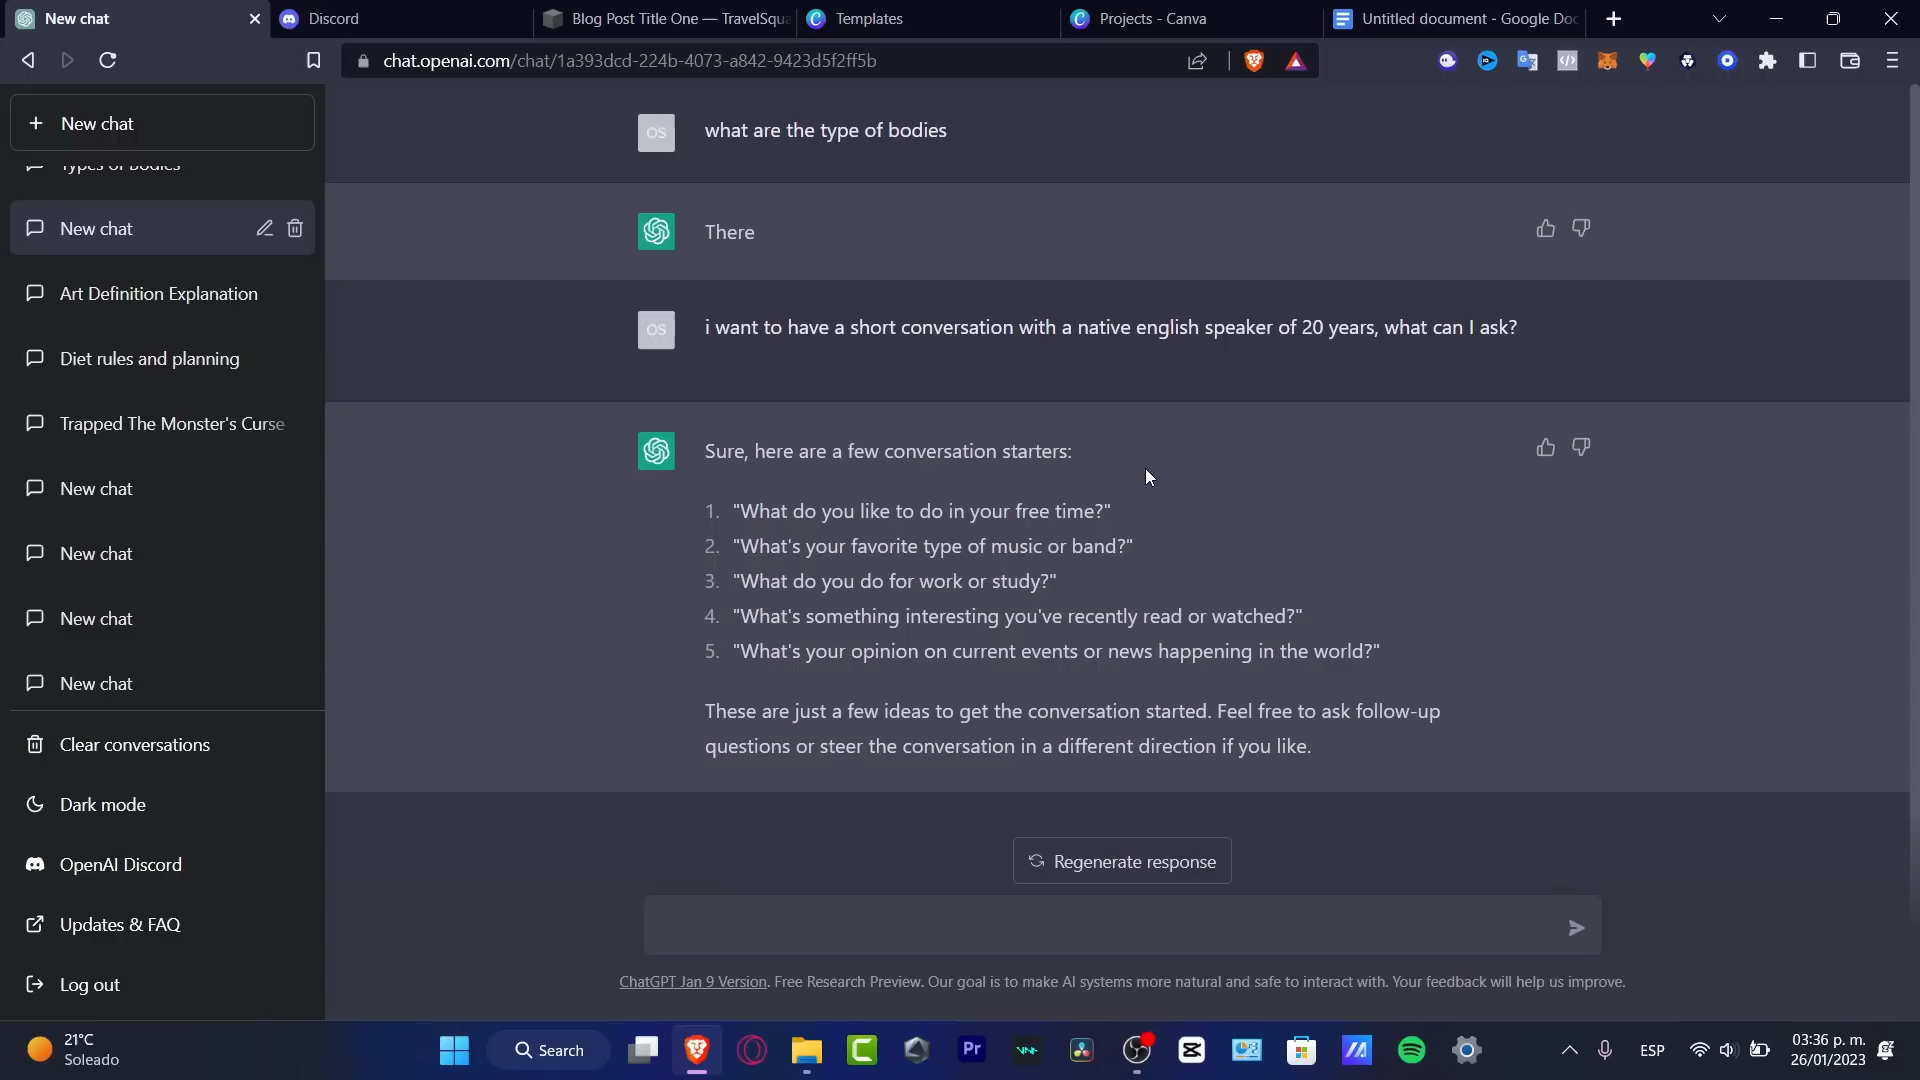 New chat
Discord
Blog Post Title One — TravelSqua
Templates
Projects - Canva
Untitled document - Google Doc
chat.openai.com/chat/1a393dcd-224b-4073-a842-9423d5f2ff5b
New chat
Types of Bodies
New chat
Art Definition Explanation
Diet rules and planning
Trapped The Monster's Curse
New chat
New chat
New chat
New chat
Clear conversations
Dark mode
OpenAI Discord
Updates & FAQ
Log out
OS
what are the type of bodies
There
OS
i want to have a short conversation with a native english speaker of 20 years, what can I ask?
Sure, here are a few conversation starters:
1. "What do you like to do in your free time?"
2. "What's your favorite type of music or band?"
3. "What do you do for work or study?"
4. "What's something interesting you've recently read or watched?"
5. "What's your opinion on current events or news happening in the world?"
These are just a few ideas to get the conversation started. Feel free to ask follow-up
questions or steer the conversation in a different direction if you like.
Regenerate response
ChatGPT Jan 9 Version. Free Research Preview. Our goal is to make AI systems more natural and safe to interact with. Your feedback will help us improve.
21°C
Soleado
Search
Pr
ESP
03:36 p. m.
26/01/2023